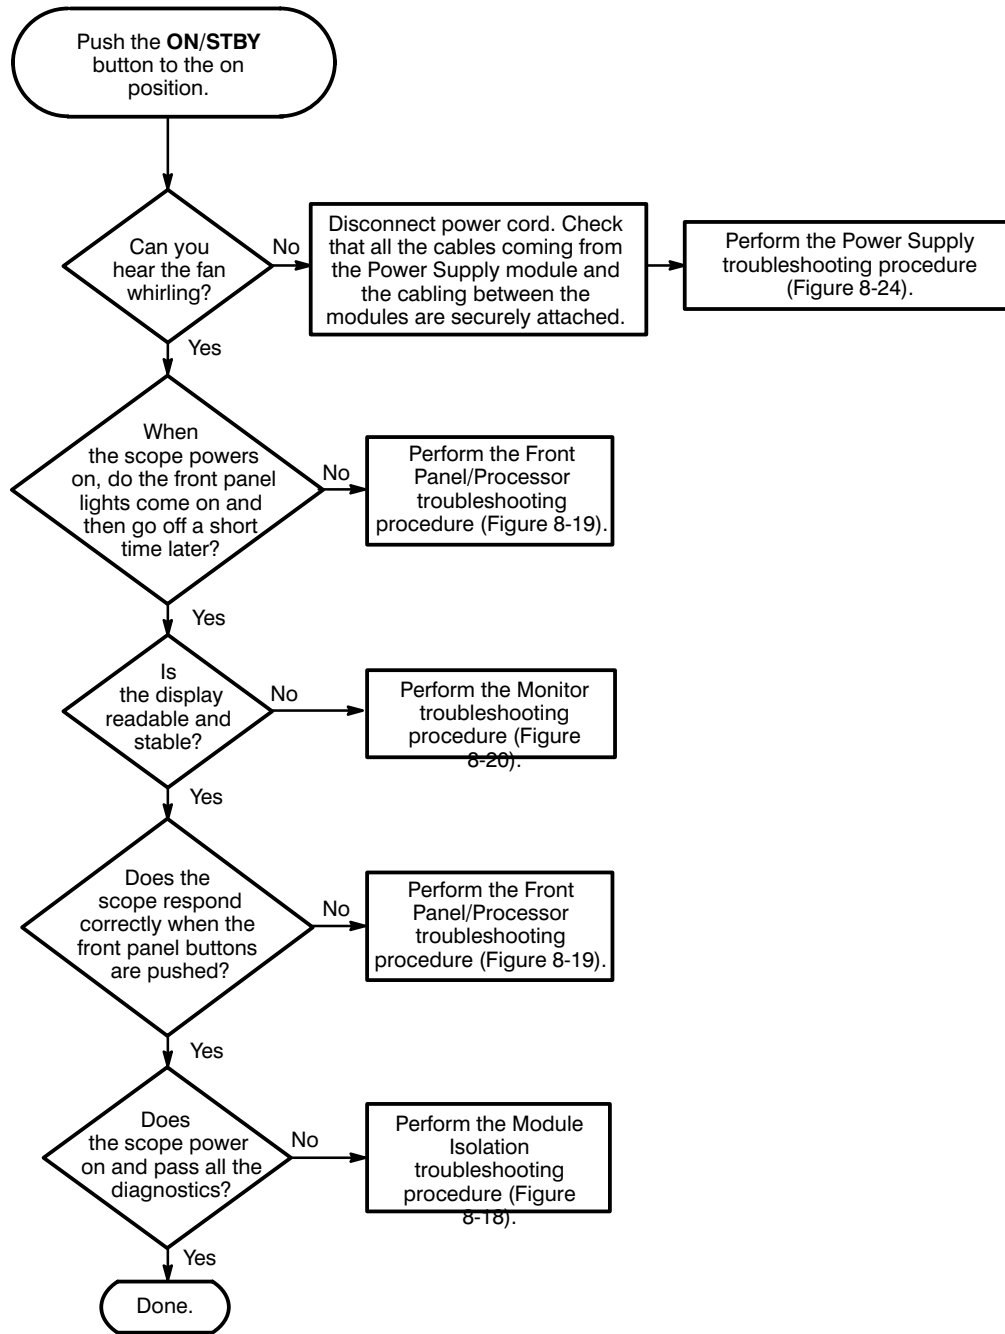 Push the ON/STBY
button to the on
position.
Can you
hear the fan
whirling?
No
Disconnect power cord. Check
that all the cables coming from
the Power Supply module and
the cabling between the
modules are securely attached.
Perform the Power Supply
troubleshooting procedure
(Figure 8-24).
Yes
When
the scope powers
on, do the front panel
lights come on and
then go off a short
time later?
No
Perform the Front
Panel/Processor
troubleshooting
procedure (Figure 8-19).
Yes
Is
the display
readable and
stable?
No
Perform the Monitor
troubleshooting
procedure (Figure
8-20).
Yes
Does the
scope respond
correctly when the
front panel buttons
are pushed?
No
Perform the Front
Panel/Processor
troubleshooting
procedure (Figure 8-19).
Yes
Does
the scope power
on and pass all the
diagnostics?
No
Perform the Module
Isolation
troubleshooting
procedure (Figure
8-18).
Yes
Done.